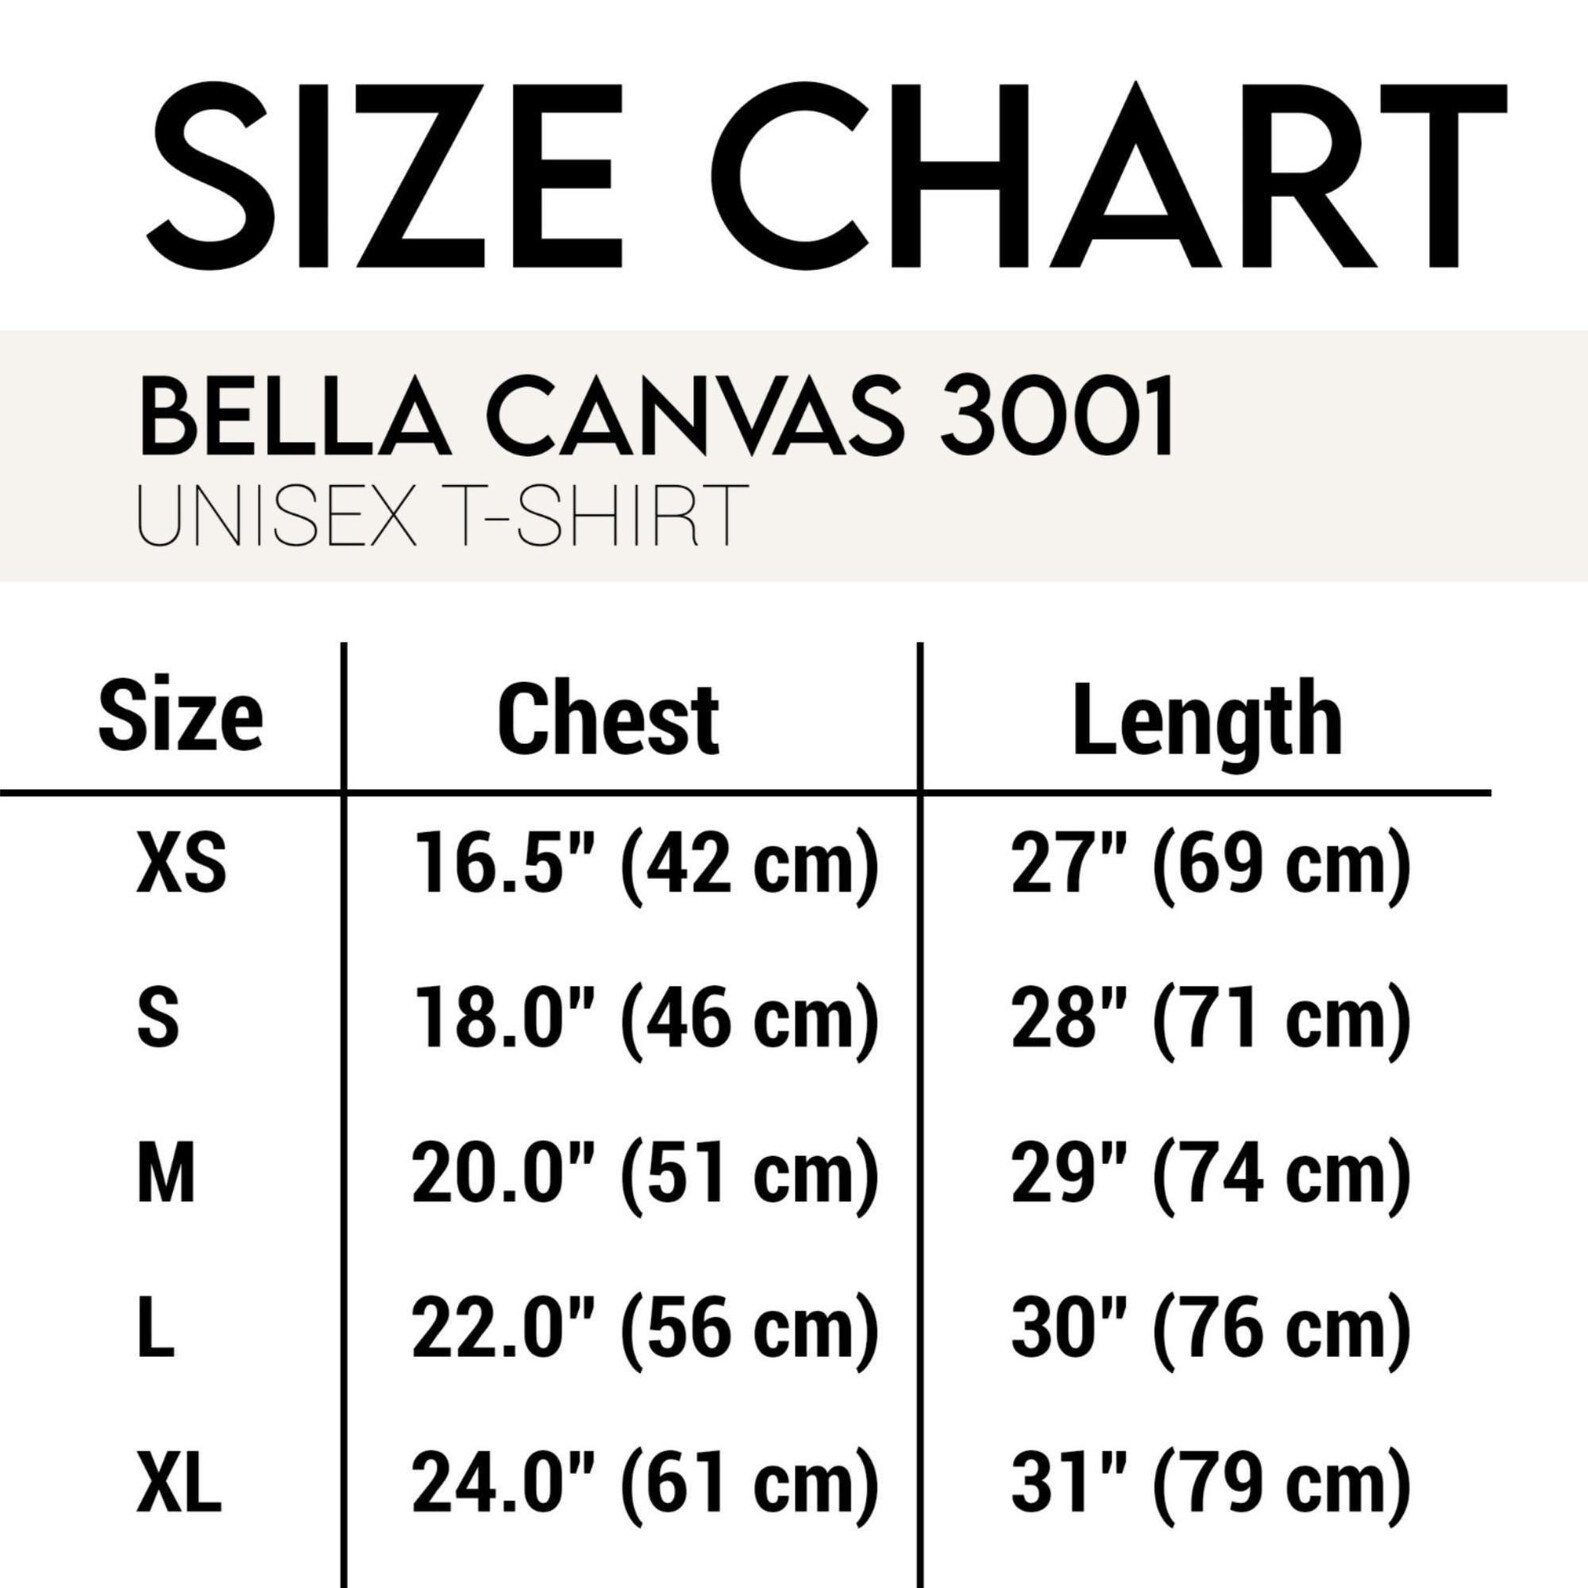 SIZE CHART
BELLA CANVAS 3001
UNISEX T-SHIRT
Size Chest Length
XS 16.5" (42 cm) 27" (69 cm)
S 18.0" (46 cm) 28" (71 cm)
M 20.0" (51 cm) 29" (74 cm)
L 22.0" (56 cm) 30" (76 cm)
XL 24.0" (61 cm) 31" (79 cm)